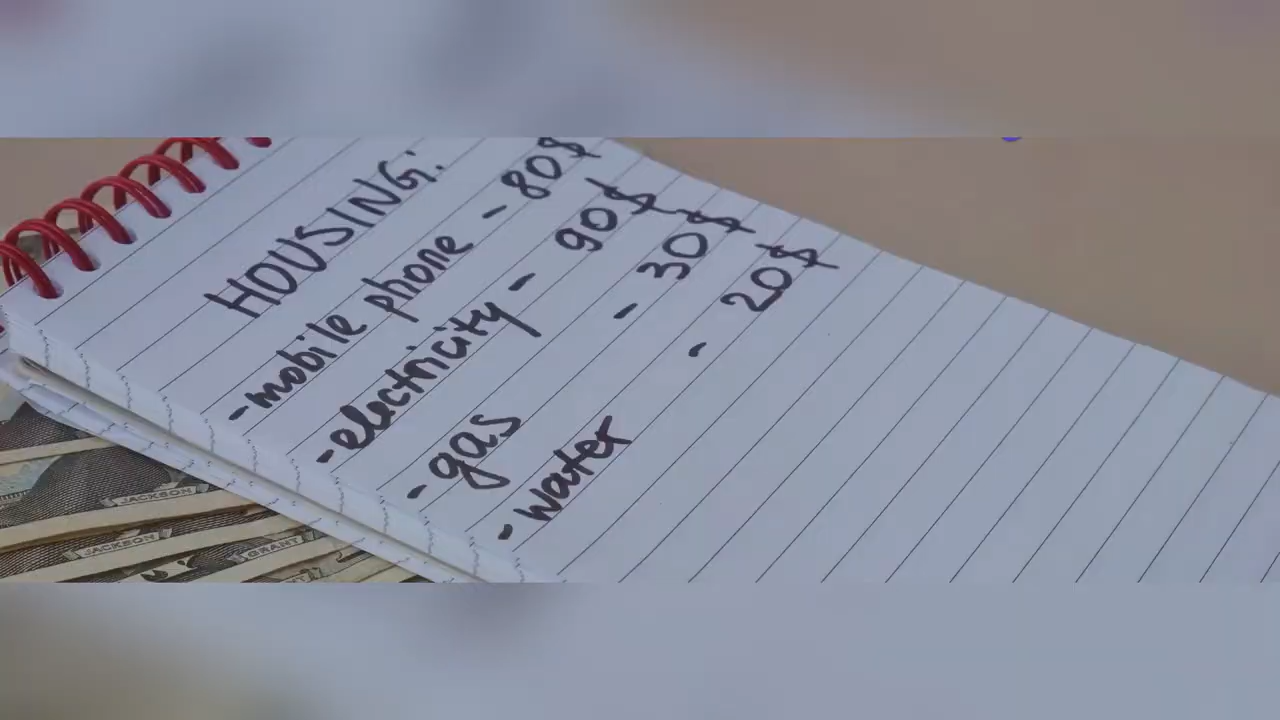 HOUSING:
- mobile phone - 80$
- electricity - 90$
- gas - 30$
- water - 20$
JACKSON
JACKSON
GRANT